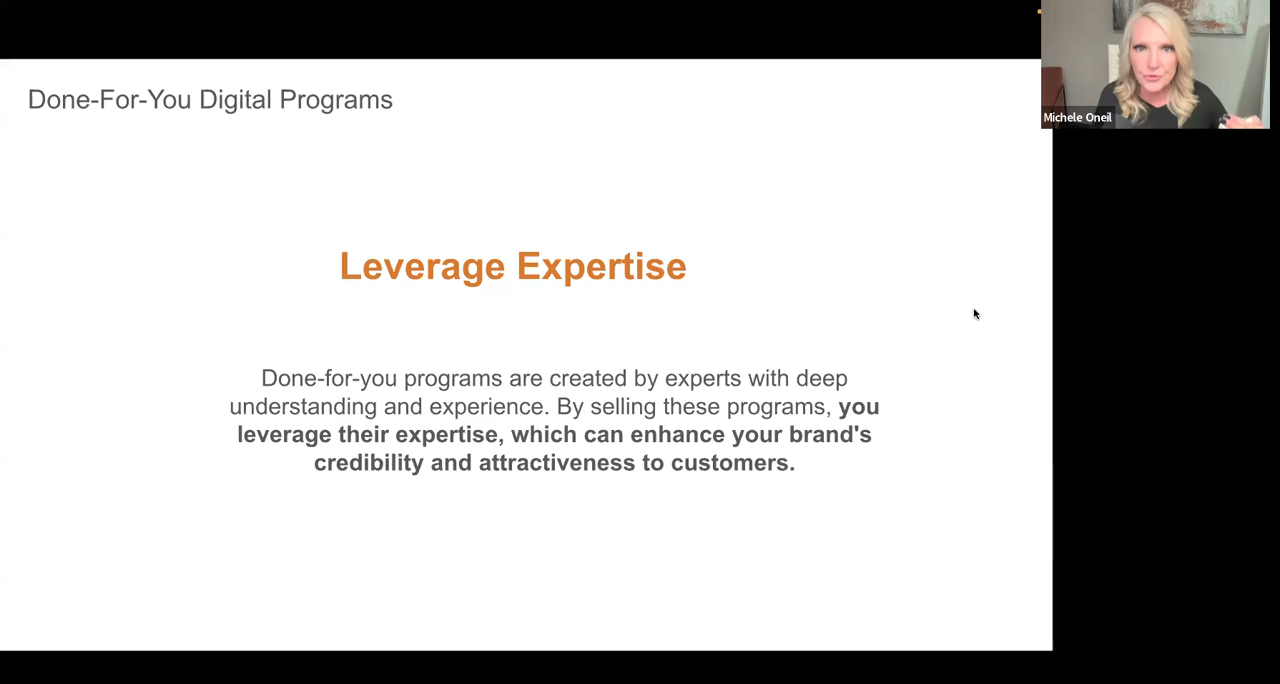 Done-For-You Digital Programs
Michele Oneil
Leverage Expertise
Done-for-you programs are created by experts with deep
understanding and experience. By selling these programs, you
leverage their expertise, which can enhance your brand's
credibility and attractiveness to customers.